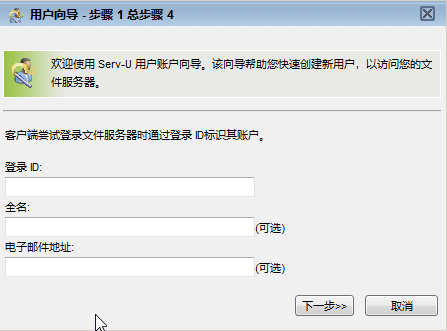 用户向导 - 步骤 1 总步骤 4
欢迎使用 Serv-U 用户账户向导。该向导帮助您快速创建新用户，以访问您的文
件服务器。
客户端尝试登录文件服务器时通过登录 ID标识其账户。
登录 ID:
全名:
(可选)
电子邮件地址:
(可选)
下一步>>
取消